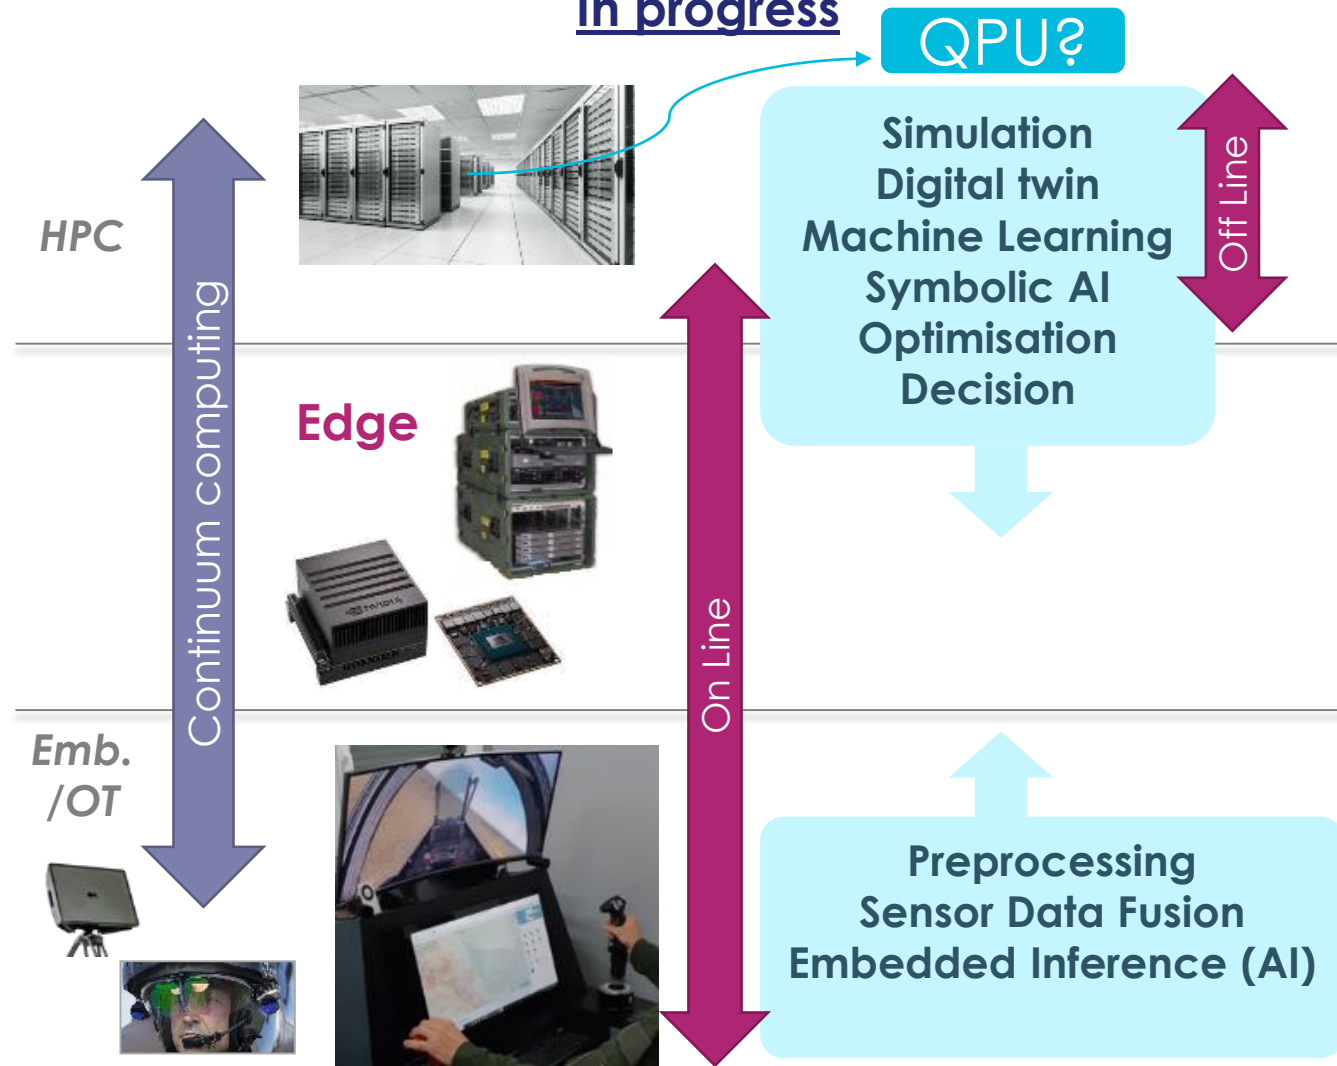 In progress
QPU?
Simulation
Digital twin
Machine Learning
Symbolic AI
Optimisation
Decision
Off Line
HPC
Continuum computing
Edge
NVIDIA
On Line
Emb.
/OT
Preprocessing
Sensor Data Fusion
Embedded Inference (AI)